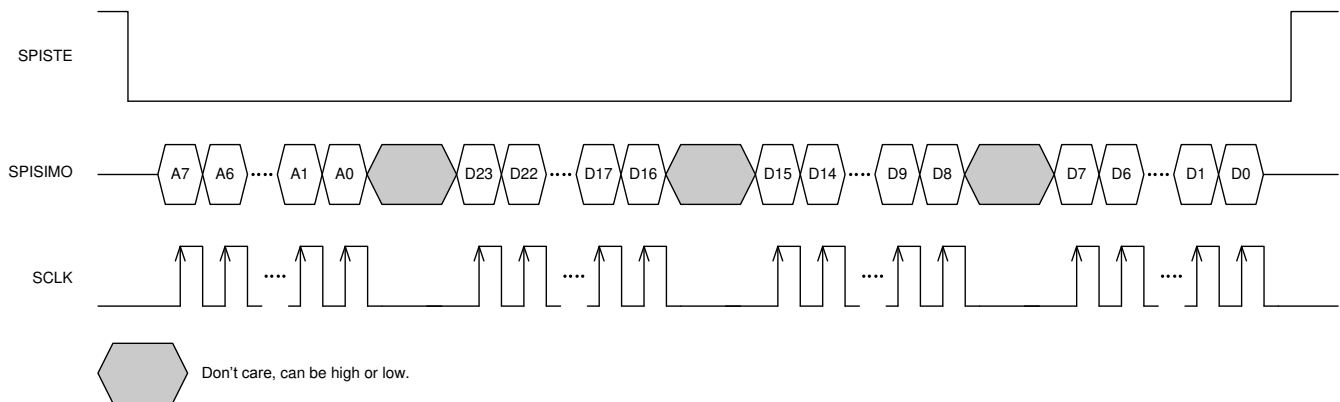 SPISTE
SPISIMO A7 A6 .... A1 A0 D23 D22 .... D17 D16 D15 D14 .... D9 D8 D7 D6 .... D1 D0
SCLK .... .... .... ....
Don't care, can be high or low.